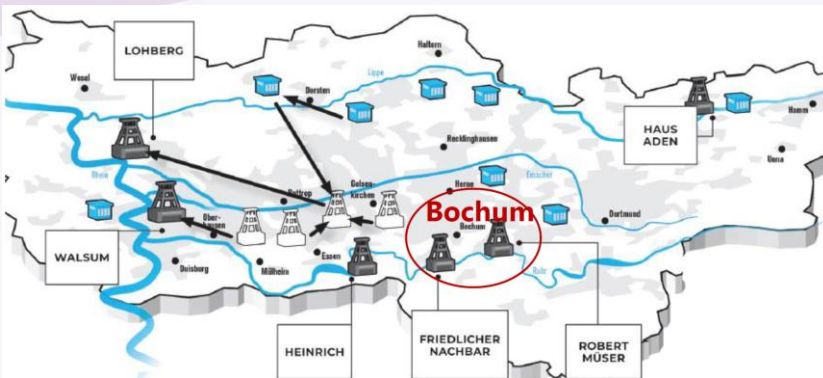 LOHBERG
Wesel
Haltern
Lippe
Dorsten
HAUS
ADEN
Hamm
Recklinghausen
Unna
Rhein
Bottrop
Gelsen-
kirchen
Herne
Emscher
Bochum
Ober-
hausen
Dortmund
Bochum
WALSUM
Duisburg
Mülheim
Essen
Ruhr
HEINRICH
FRIEDLICHER
NACHBAR
ROBERT
MÜSER